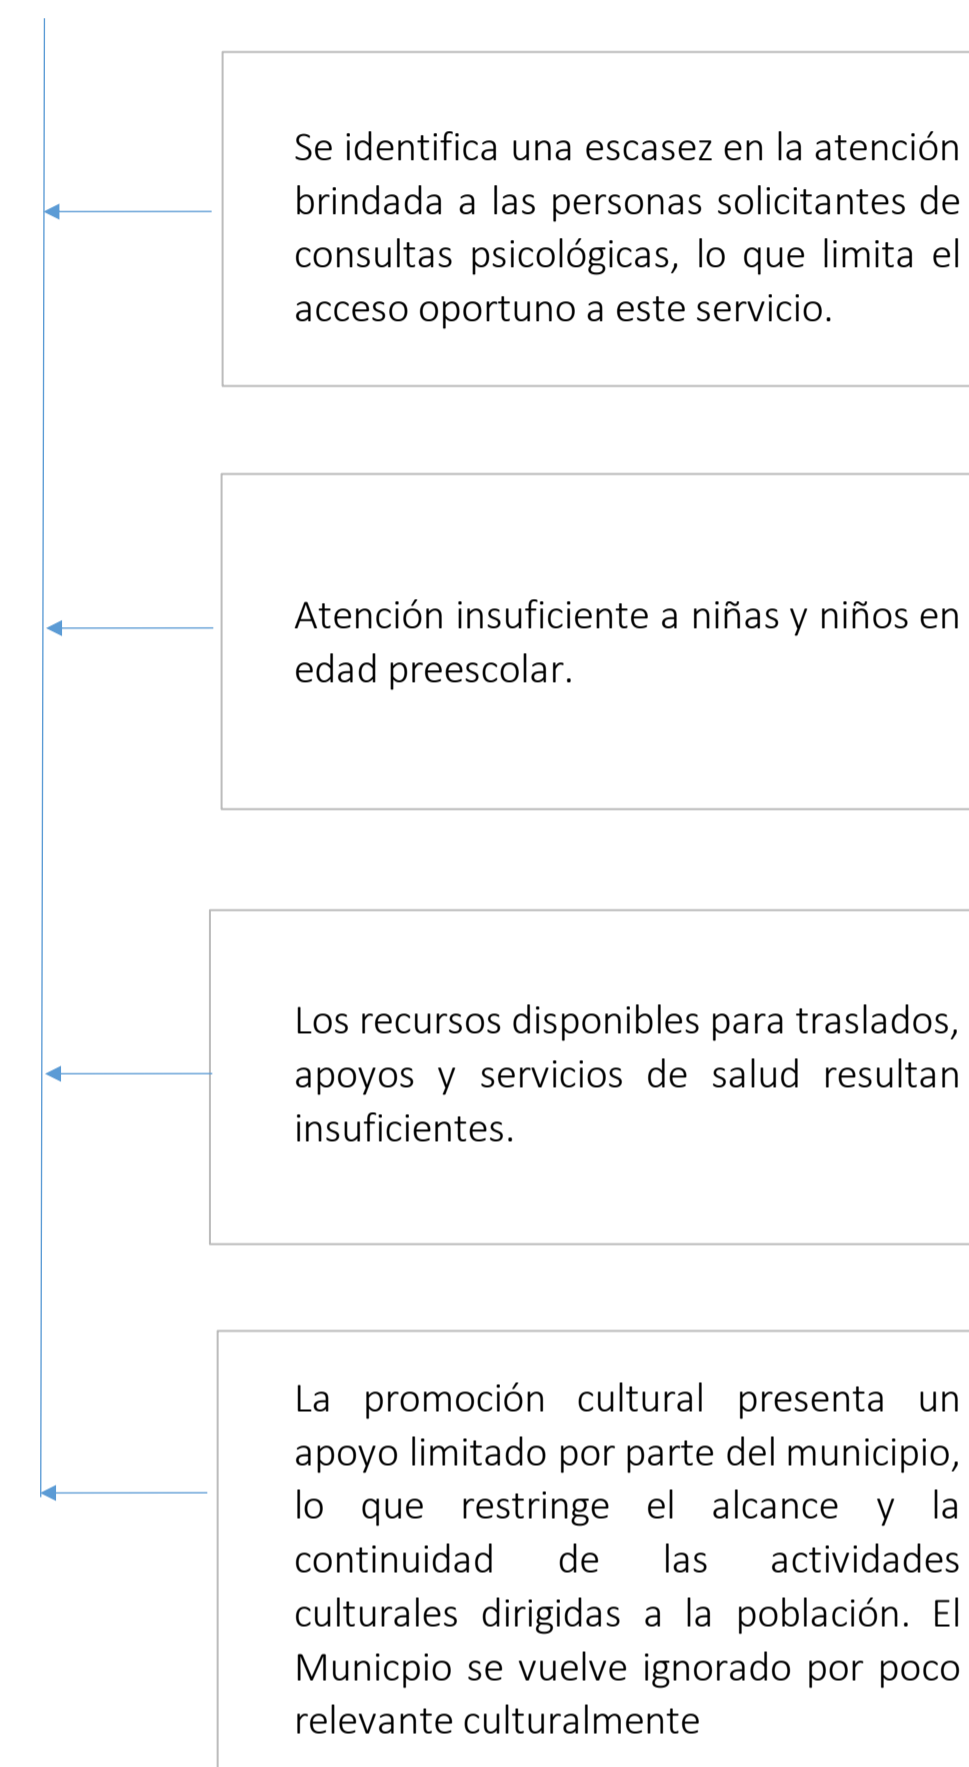 Se identifica una escasez en la atención
brindada a las personas solicitantes de
consultas psicológicas, lo que limita el
acceso oportuno a este servicio.
Atención insuficiente a niñas y niños en
edad preescolar.
Los recursos disponibles para traslados,
apoyos y servicios de salud resultan
insuficientes.
La promoción cultural presenta un
apoyo limitado por parte del municipio,
lo que restringe el alcance y la
continuidad de las actividades
culturales dirigidas a la población. El
Municpio se vuelve ignorado por poco
relevante culturalmente